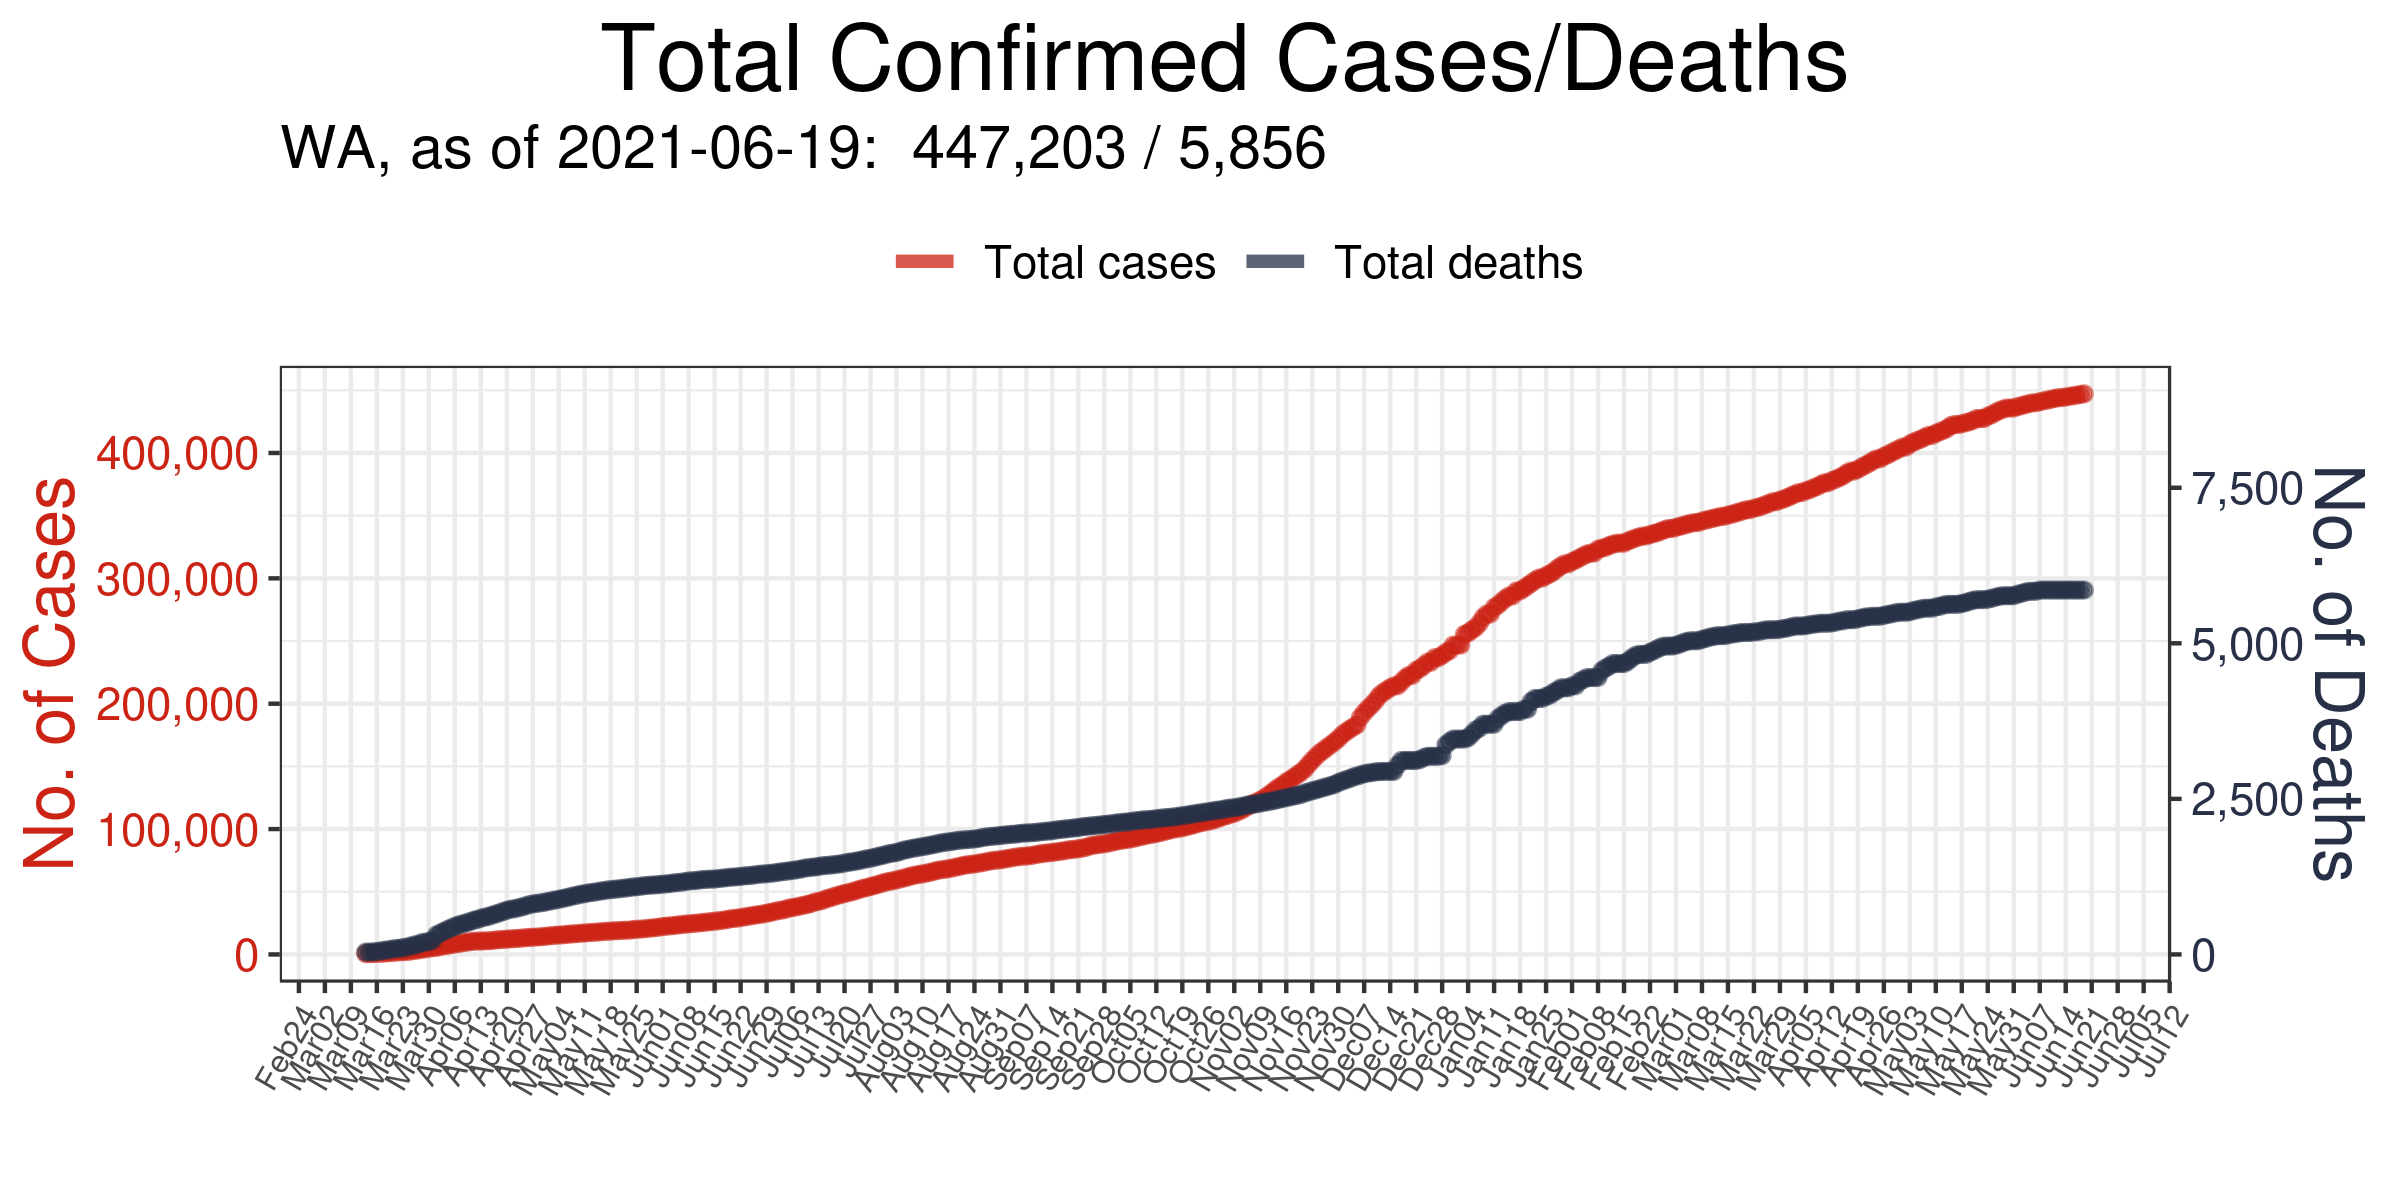 Total Confirmed Cases/Deaths
WA, as of 2021-06-19:  447,203 / 5,856
Total cases
Total deaths
No. of Cases
400,000
300,000
200,000
100,000
0
7,500
5,000
2,500
0
No. of Deaths
Feb24
Mar02
Mar09
Mar16
Mar23
Mar30
Apr06
Apr13
Apr20
Apr27
May04
May11
May18
May25
Jun01
Jun08
Jun15
Jun22
Jun29
Jul06
Jul13
Jul20
Jul27
Aug03
Aug10
Aug17
Aug24
Aug31
Sep07
Sep14
Sep21
Sep28
Oct05
Oct12
Oct19
Oct26
Nov02
Nov09
Nov16
Nov23
Nov30
Dec07
Dec14
Dec21
Dec28
Jan04
Jan11
Jan18
Jan25
Feb01
Feb08
Feb15
Feb22
Mar01
Mar08
Mar15
Mar22
Mar29
Apr05
Apr12
Apr19
Apr26
May03
May10
May17
May24
May31
Jun07
Jun14
Jun21
Jun28
Jul05
Jul12